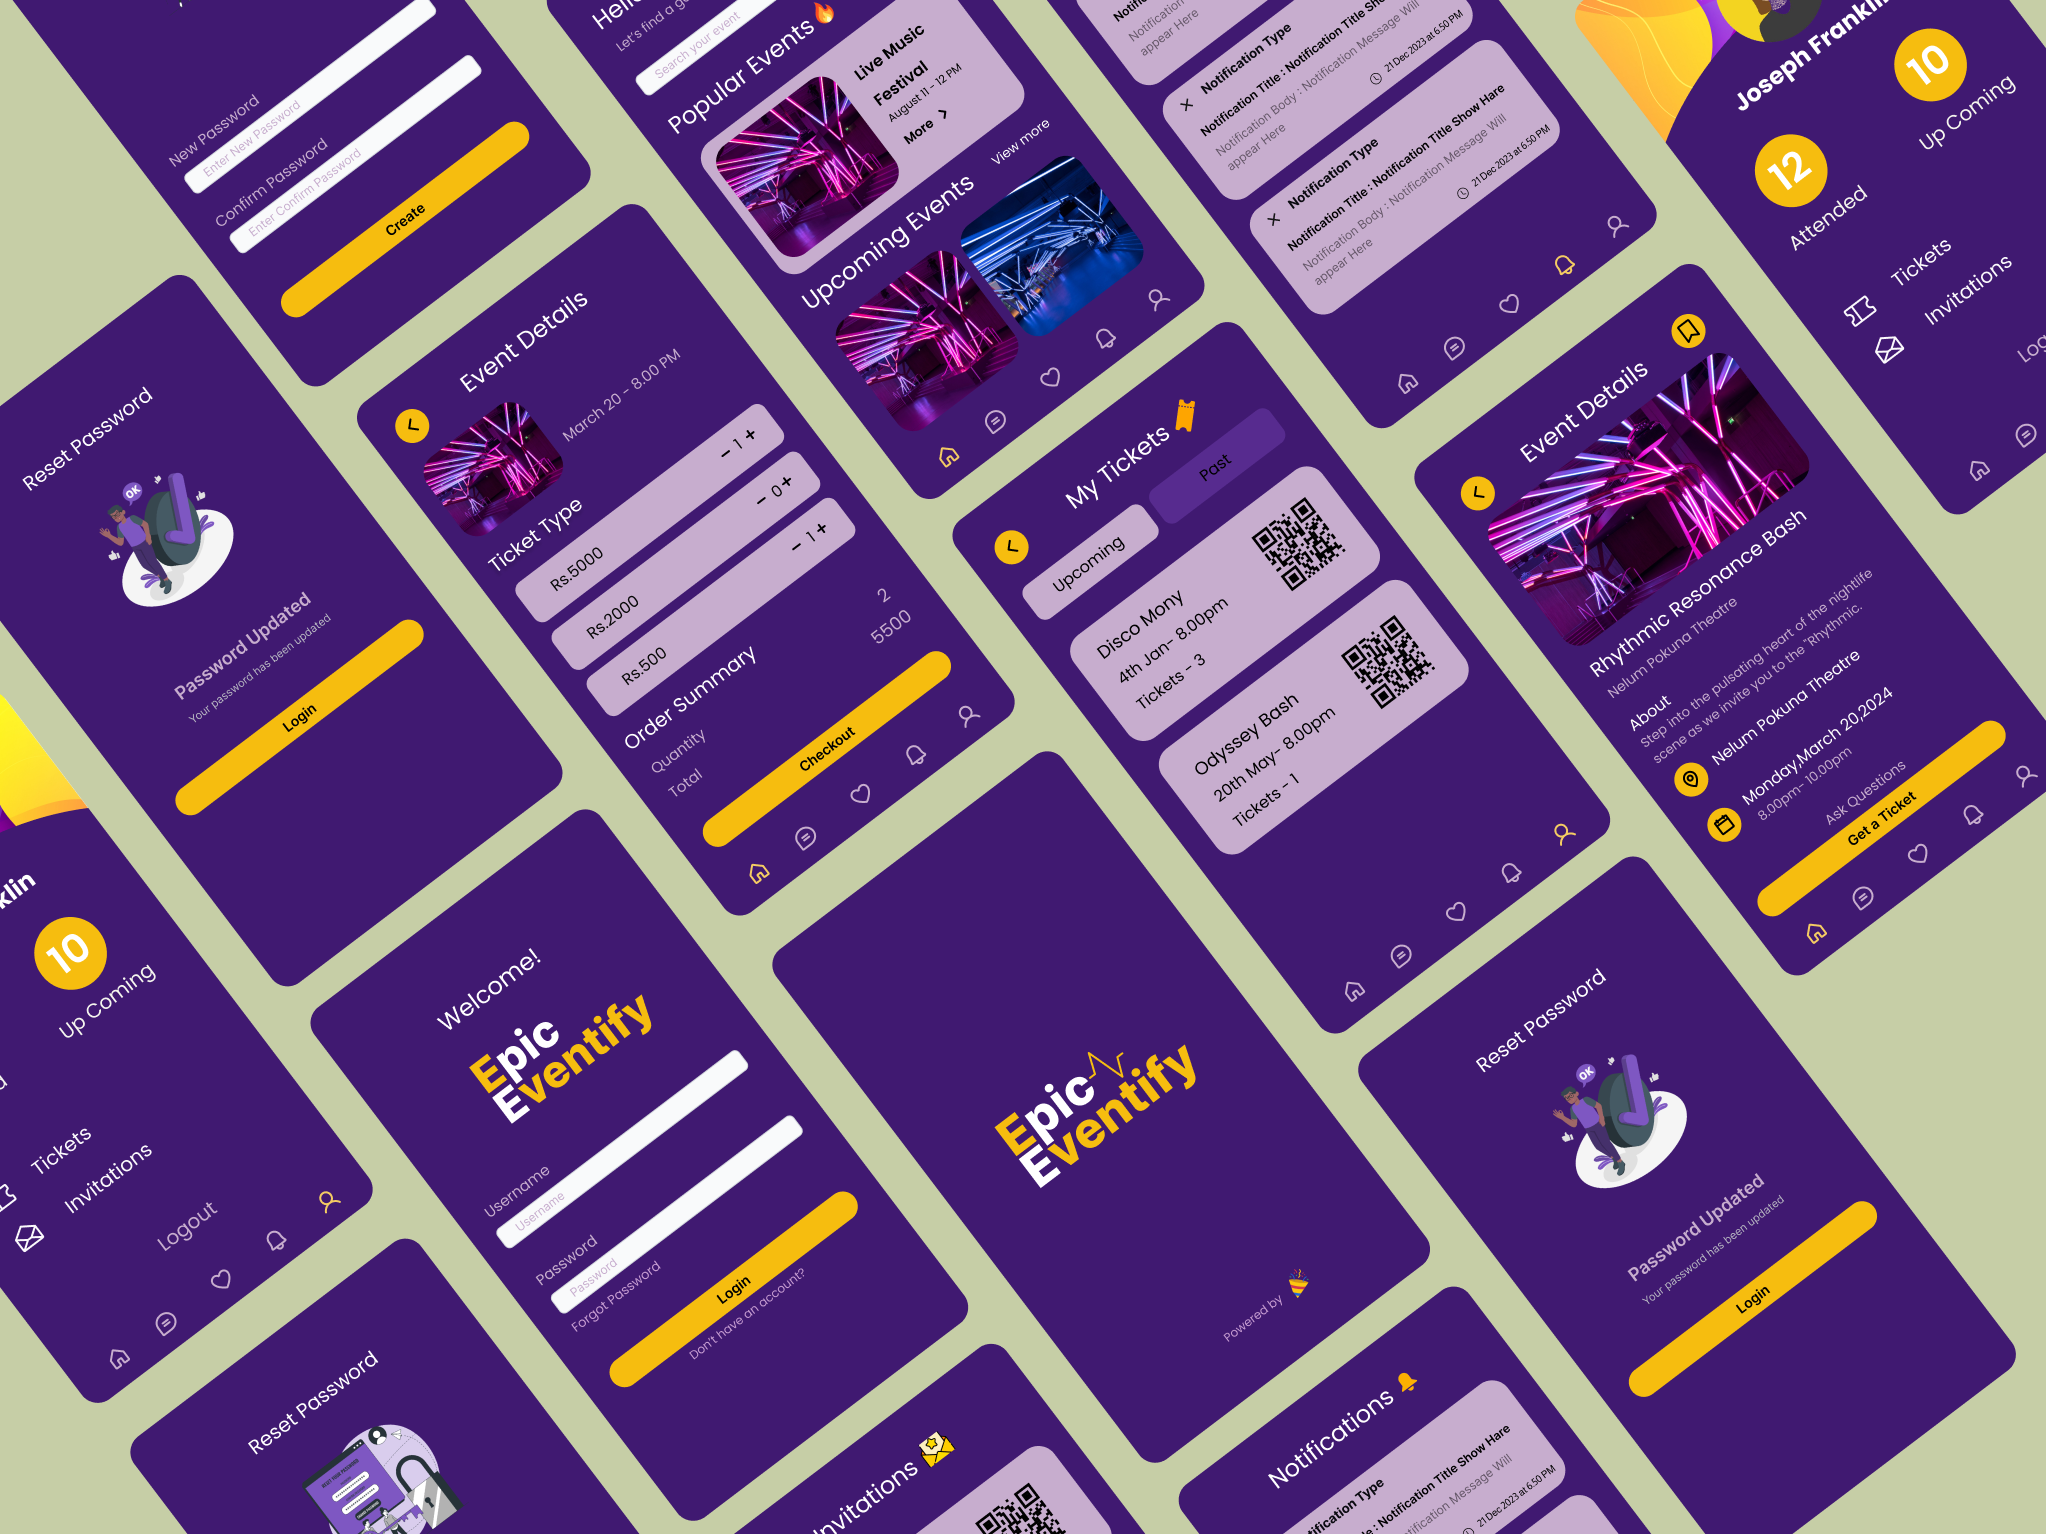 New Password
Enter New Password
Confirm Password
Enter Confirm Password
Create
Let's find a
Search your event
Popular Events
Live Music
Festival
August 11 - 12 PM
More
Upcoming Events
View more
Notification
appear Here
Notification Type
Notification Title : Notification Title
Notification Body : Notification Message Will
appear Here
21 Dec 2023 at 6.50 PM
Notification Type
Notification Title : Notification Title Show Hare
Notification Body : Notification Message Will
appear Here
21 Dec 2023 at 6.50 PM
Joseph Franklin
12
Attended
10
Up Coming
Tickets
Invitations
Reset Password
OK
Password Updated
Your password has been updated
Login
Event Details
March 20 - 8.00 PM
Ticket Type
Rs.5000
- 1 +
Rs.2000
- 0 +
Rs.500
- 1 +
Order Summary
Quantity
2
Total
5500
Checkout
My Tickets
Upcoming
Past
Disco Mony
4th Jan- 8.00pm
Tickets - 3
Odyssey Bash
20th May- 8.00pm
Tickets - 1
Event Details
Rhythmic Resonance Bash
Nelum Pokuna Theatre
About
Step into the pulsating heart of the nightlife
scene as we invite you to the "Rhythmic.
Nelum Pokuna Theatre
Monday,March 20,2024
8.00pm- 10.00pm
Ask Questions
Get a Ticket
klin
10
Up Coming
Tickets
Invitations
Logout
Welcome!
Epic
Eventify
Username
Username
Password
Password
Forgot Password
Login
Don't have an account?
Epic
Eventify
Powered by
Reset Password
OK
Password Updated
Your password has been updated
Login
Reset Password
Invitations
Notifications
Notification Type
: Notification Title Show Hare
Notification Message Will
21 Dec 2023 at 6.50 PM